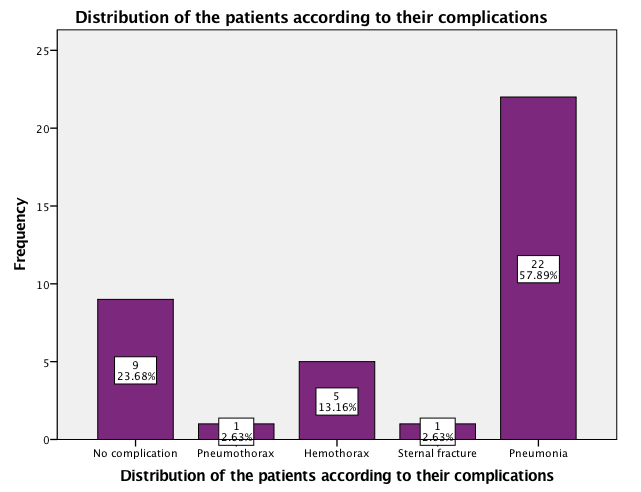 Distribution of the patients according to their complications
Frequency
25
20
15
10
5
0
9
23.68%
1
2.63%
5
13.16%
1
2.63%
22
57.89%
No complication
Pneumothorax
Hemothorax
Sternal fracture
Pneumonia
Distribution of the patients according to their complications